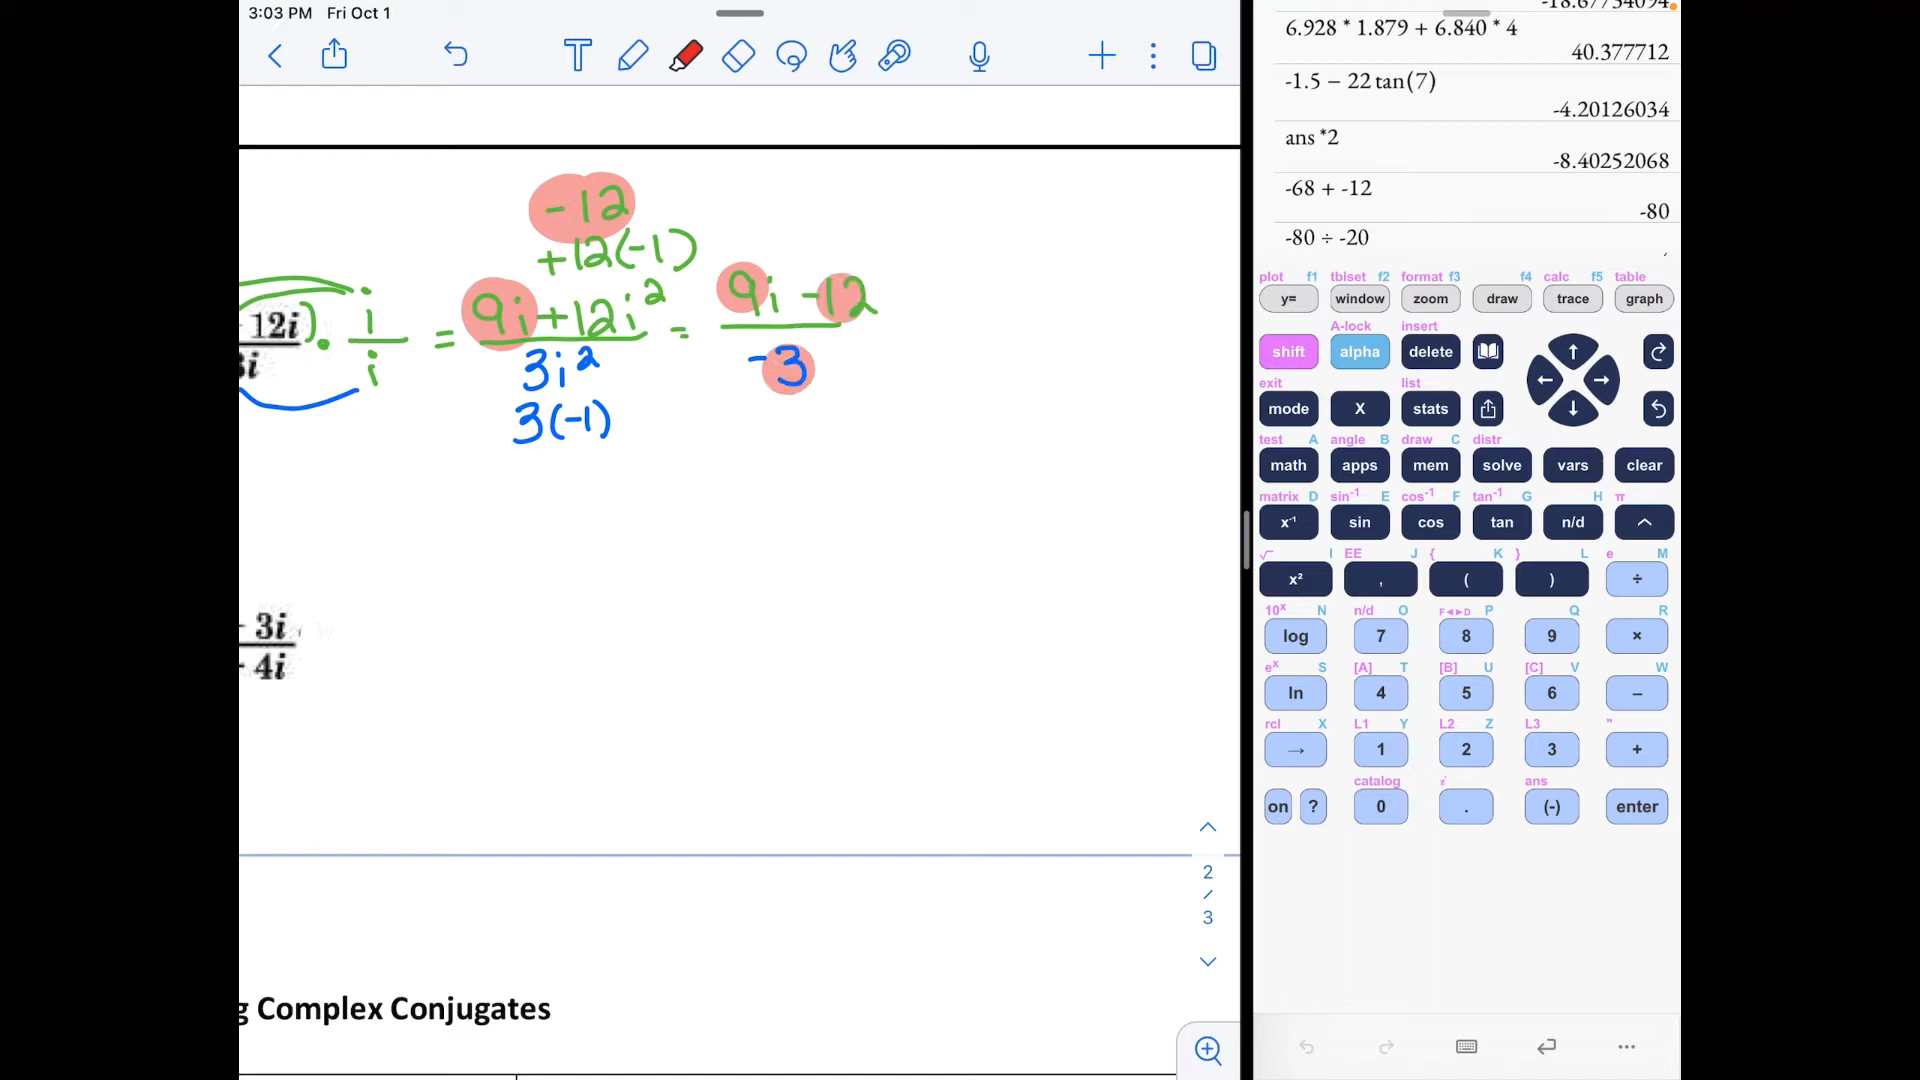 3:03 PM Fri Oct 1
-12
+12(-1)
12i) · i/i = 9i+12i²/3i² = 9i -12/-3
3i
3(-1)
- 3i
- 4i
2
/
3
g Complex Conjugates
-18.67734094
6.928 * 1.879 + 6.840 * 4
40.377712
-1.5 − 22 tan(7)
-4.20126034
ans *2
-8.40252068
-68 + -12
-80
-80 ÷ -20
plot f1 tblset f2 format f3 f4 calc f5 table
y= window zoom draw trace graph
A-lock insert
shift alpha delete
exit list
mode X stats
test A angle B draw C distr
math apps mem solve vars clear
matrix D sin⁻¹ E cos⁻¹ F tan⁻¹ G H π
x⁻¹ sin cos tan n/d ^
√ I EE J { K } L e M
x² , ( ) ÷
10ˣ N n/d O F◄►D P Q R
log 7 8 9 ×
eˣ S [A] T [B] U [C] V W
ln 4 5 6 −
rcl X L1 Y L2 Z L3 "
→ 1 2 3 +
catalog i ans
on ? 0 . (-) enter